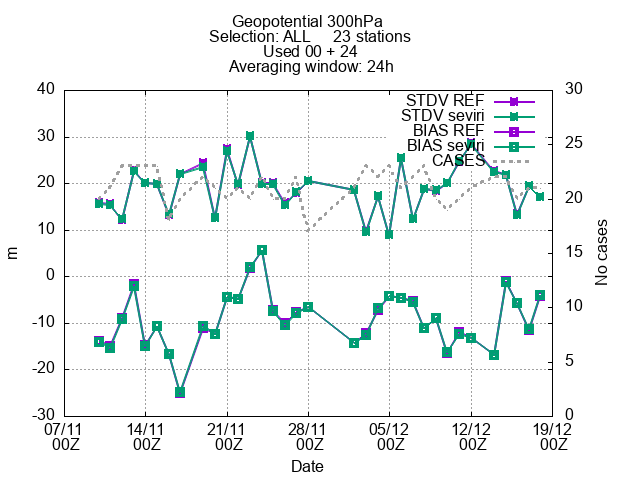 Geopotential 300hPa
Selection: ALL 23 stations
Used 00 + 24
Averaging window: 24h
STDV REF
STDV seviri
BIAS REF
BIAS seviri
CASES
40
30
20
10
0
-10
-20
-30
m
30
25
20
15
10
5
0
No cases
07/11 14/11 21/11 28/11 05/12 12/12 19/12
00Z 00Z 00Z 00Z 00Z 00Z 00Z
Date